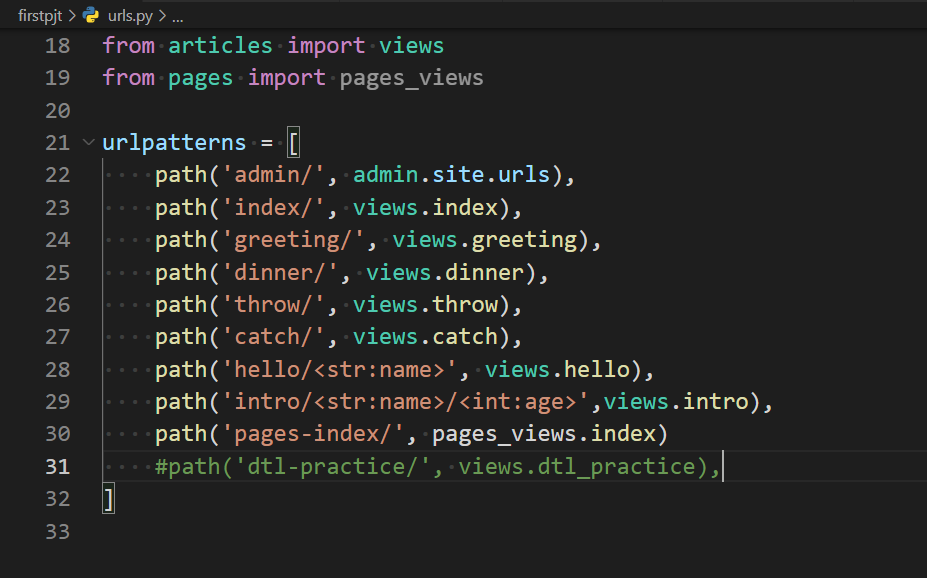 firstpjt > urls.py > ...
18 from articles import views
19 from pages import pages_views
20
21 urlpatterns = [
22     path('admin/', admin.site.urls),
23     path('index/', views.index),
24     path('greeting/', views.greeting),
25     path('dinner/', views.dinner),
26     path('throw/', views.throw),
27     path('catch/', views.catch),
28     path('hello/<str:name>', views.hello),
29     path('intro/<str:name>/<int:age>',views.intro),
30     path('pages-index/', pages_views.index)
31     #path('dtl-practice/', views.dtl_practice),
32 ]
33